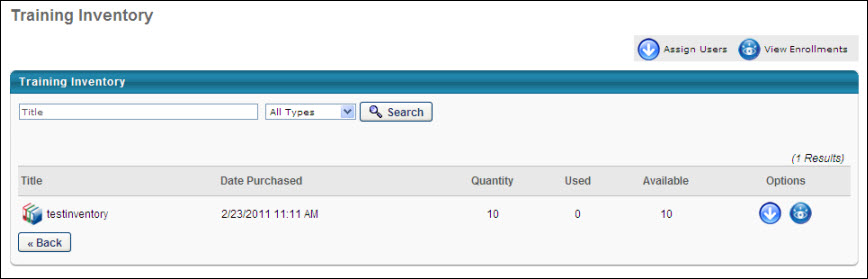 Training Inventory
Assign Users View Enrollments
Training Inventory
Title All Types Search
(1 Results)
Title Date Purchased Quantity Used Available Options
testinventory 2/23/2011 11:11 AM 10 0 10
« Back